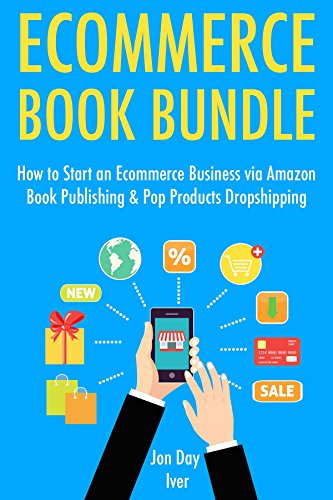 ECOMMERCE
BOOK BUNDLE
How to Start an Ecommerce Business via Amazon
Book Publishing & Pop Products Dropshipping
%
NEW
SALE
Jon Day
Iver